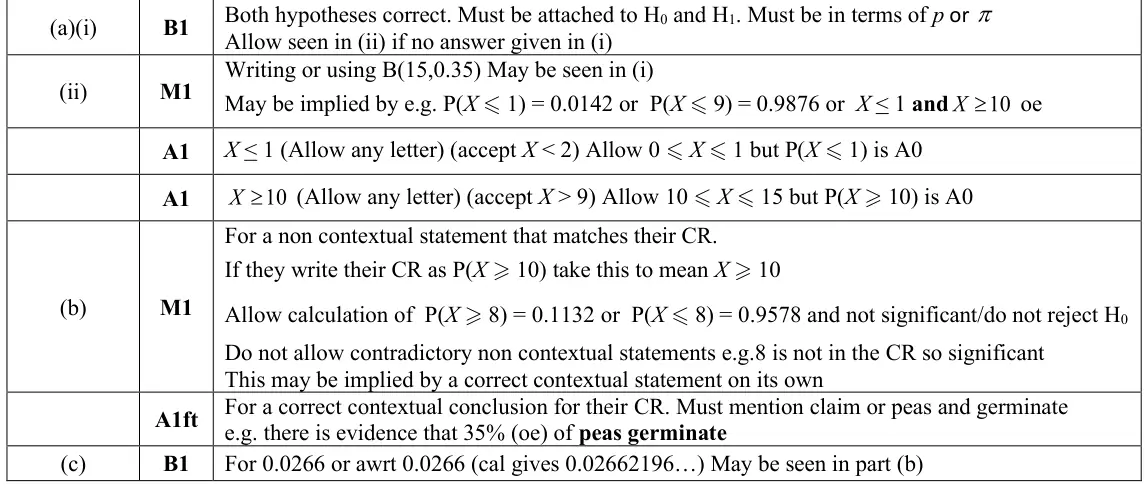 (a)(i) B1 Both hypotheses correct. Must be attached to H₀ and H₁. Must be in terms of p or π
Allow seen in (ii) if no answer given in (i)
(ii) M1 Writing or using B(15,0.35) May be seen in (i)
May be implied by e.g. P(X ⩽ 1) = 0.0142 or P(X ⩽ 9) = 0.9876 or X ≤ 1 and X ≥10 oe
A1 X ≤ 1 (Allow any letter) (accept X < 2) Allow 0 ⩽ X ⩽ 1 but P(X ⩽ 1) is A0
A1 X ≥10 (Allow any letter) (accept X > 9) Allow 10 ⩽ X ⩽ 15 but P(X ⩾ 10) is A0
(b) M1 For a non contextual statement that matches their CR.
If they write their CR as P(X ⩾ 10) take this to mean X ⩾ 10
Allow calculation of P(X ⩾ 8) = 0.1132 or P(X ⩽ 8) = 0.9578 and not significant/do not reject H₀
Do not allow contradictory non contextual statements e.g.8 is not in the CR so significant
This may be implied by a correct contextual statement on its own
A1ft For a correct contextual conclusion for their CR. Must mention claim or peas and germinate
e.g. there is evidence that 35% (oe) of peas germinate
(c) B1 For 0.0266 or awrt 0.0266 (cal gives 0.02662196…) May be seen in part (b)